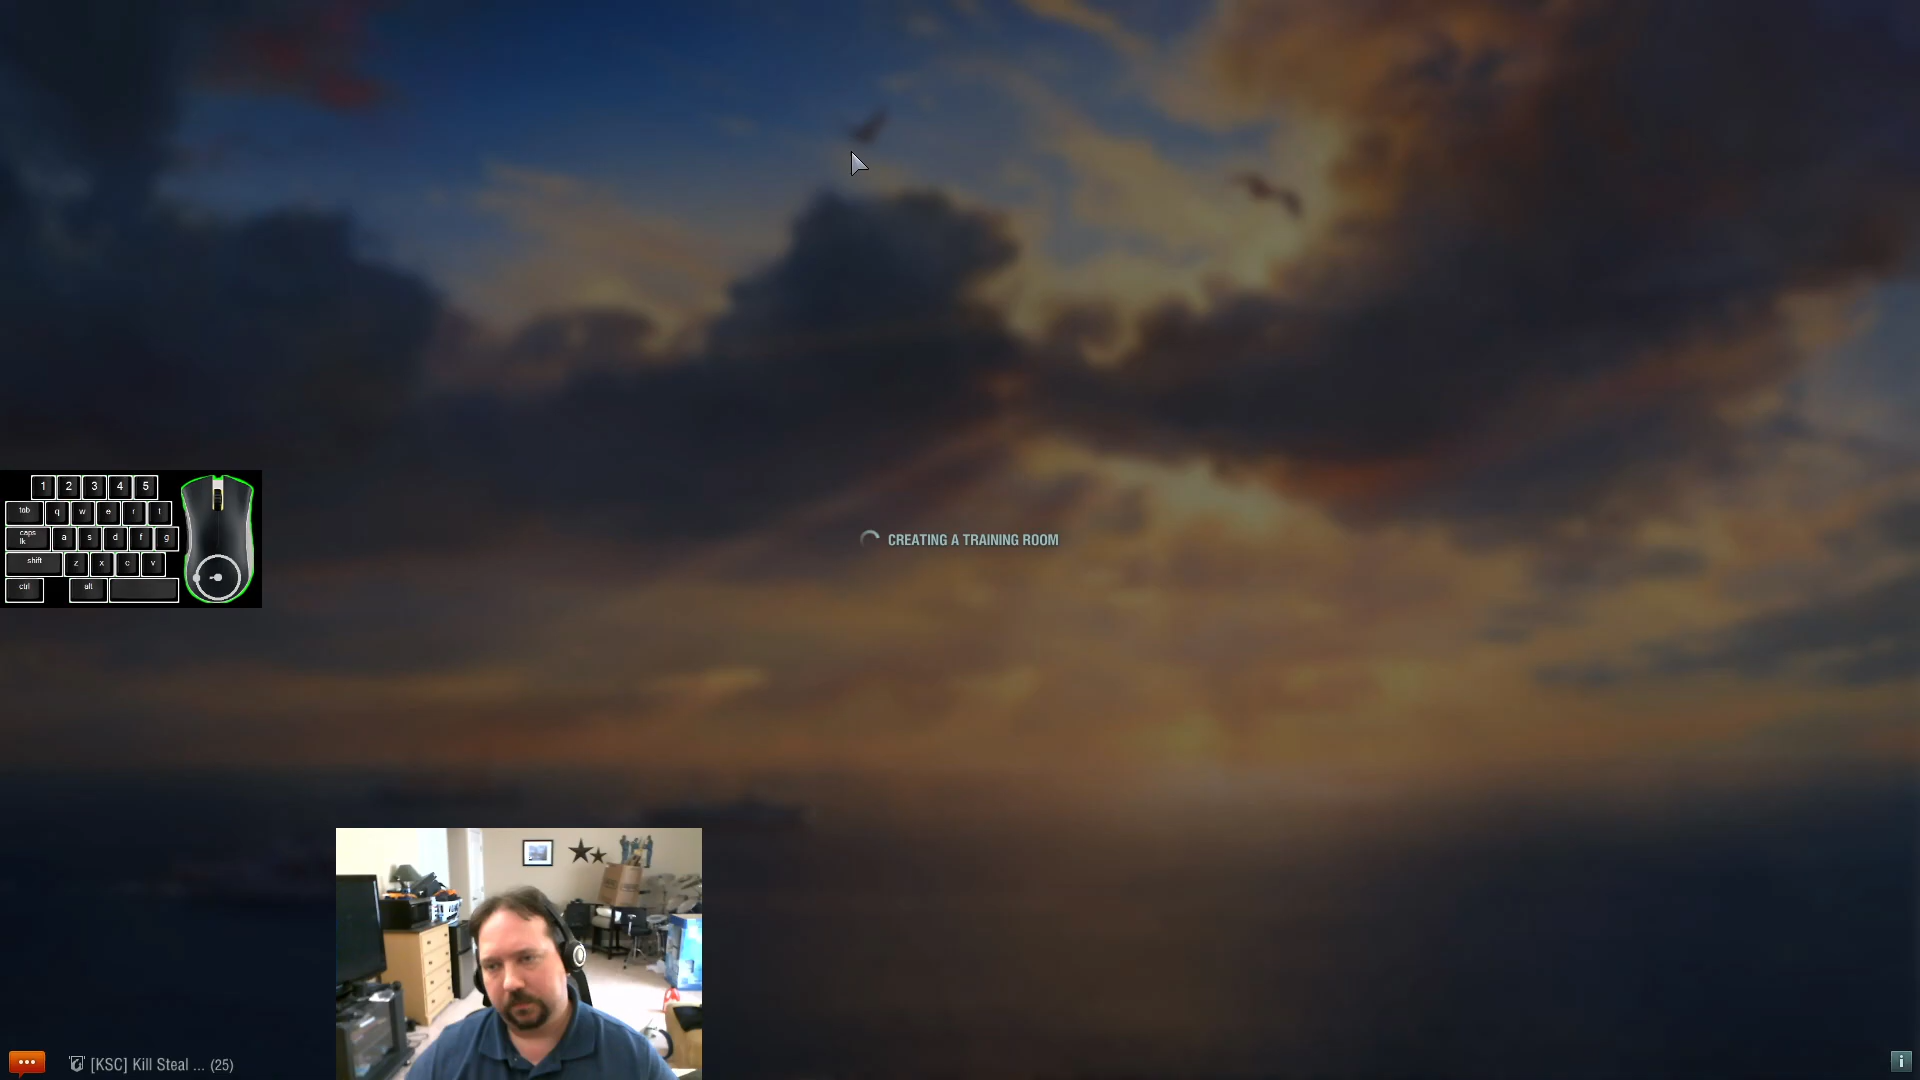 1 2 3 4 5
tab q w e r t
caps lk a s d f g
shift z x c v
ctrl alt
CREATING A TRAINING ROOM
[KSC] Kill Steal ... (25)
i